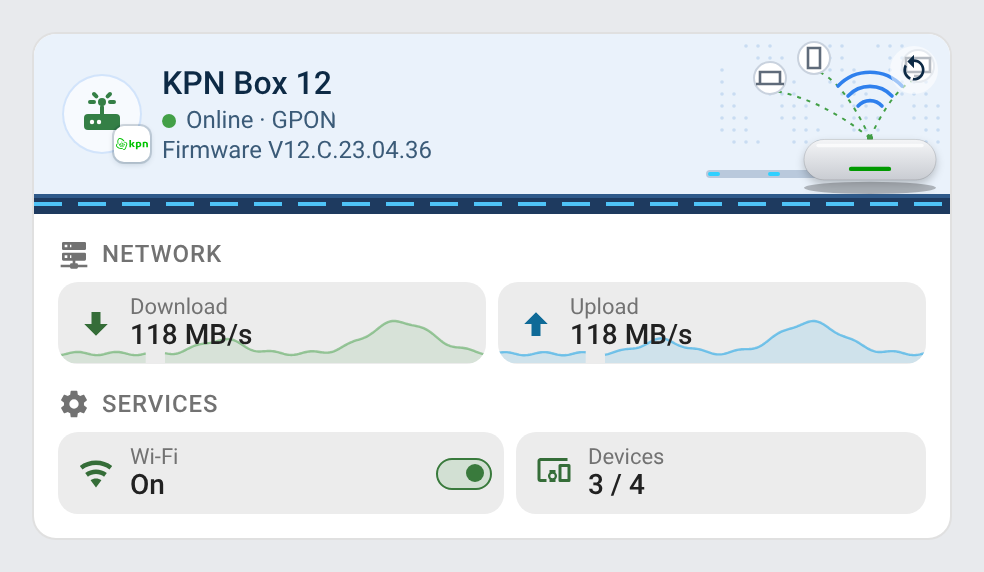 KPN Box 12
Online · GPON
kpn
Firmware V12.C.23.04.36
NETWORK
Download
118 MB/s
Upload
118 MB/s
SERVICES
Wi-Fi
On
Devices
3 / 4